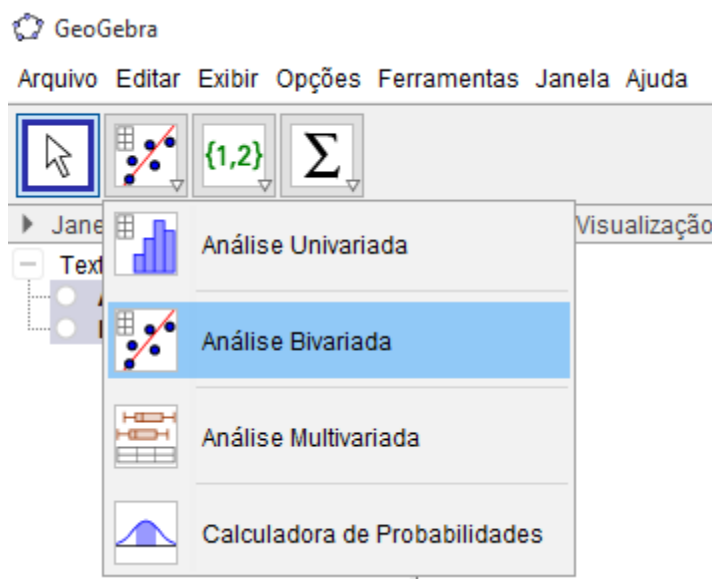 GeoGebra
Arquivo Editar Exibir Opções Ferramentas Janela Ajuda
{1,2} Σ
Visualização
Análise Univariada
Análise Bivariada
Análise Multivariada
Calculadora de Probabilidades